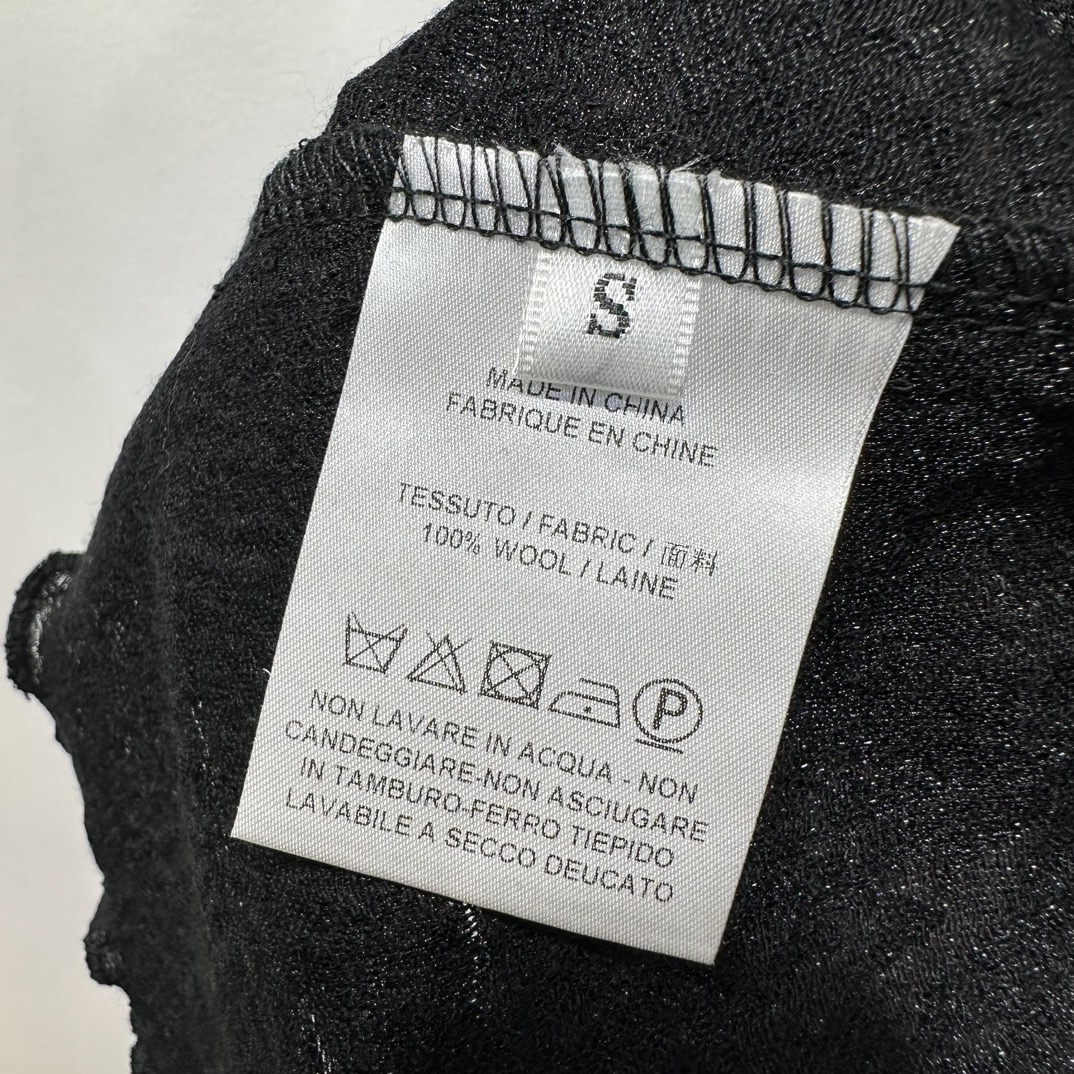 S
MADE IN CHINA
FABRIQUE EN CHINE
TESSUTO / FABRIC / 面料
100% WOOL / LAINE
P
NON LAVARE IN ACQUA - NON
CANDEGGIARE-NON ASCIUGARE
IN TAMBURO-FERRO TIEPIDO
LAVABILE A SECCO DEUCATO